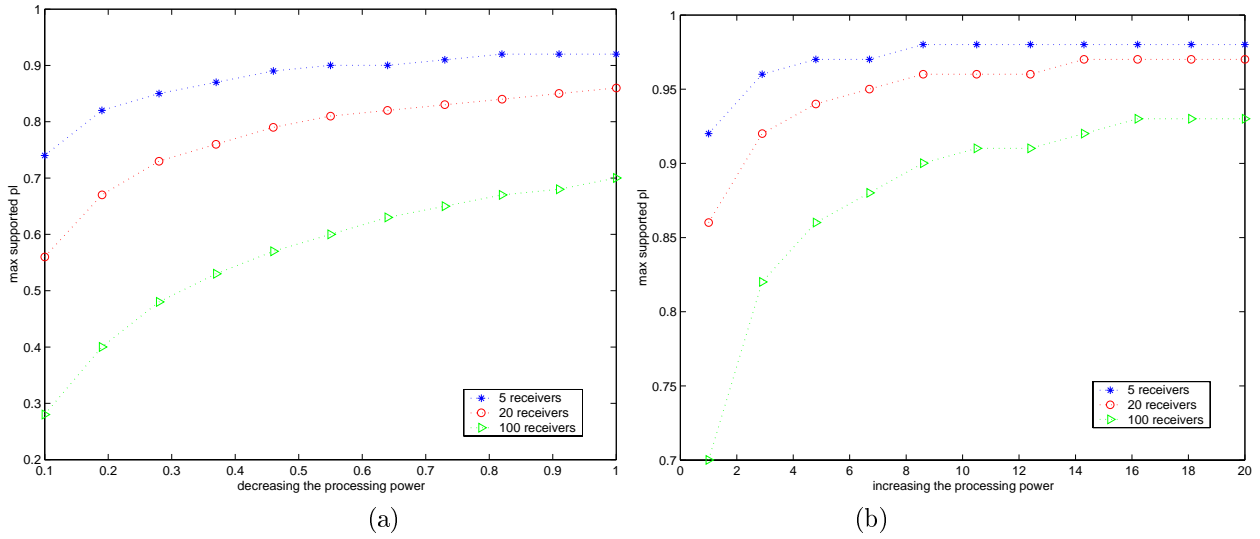 1
0.9
0.8
0.7
0.6
0.5
0.4
0.3
0.2
max supported pl
0.1 0.2 0.3 0.4 0.5 0.6 0.7 0.8 0.9 1
decreasing the processing power
5 receivers
20 receivers
100 receivers
(a)
1
0.95
0.9
0.85
0.8
0.75
0.7
max supported pl
0 2 4 6 8 10 12 14 16 18 20
increasing the processing power
5 receivers
20 receivers
100 receivers
(b)